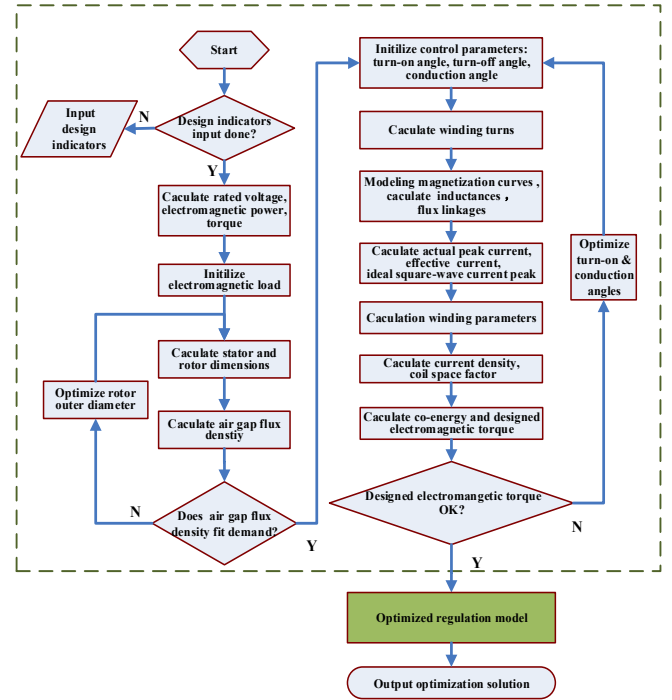 Start
Design indicators
input done?
N
Input
design
indicators
Y
Caculate rated voltage,
electromagnetic power,
torque
Initilize
electromagnetic load
Caculate stator and
rotor dimensions
Optimize rotor
outer diameter
Caculate air gap flux
denstiy
Does air gap flux
density fit demand?
N
Y
Initilize control parameters:
turn-on angle, turn-off angle,
conduction angle
Caculate winding turns
Modeling magnetization curves ,
caculate inductances ,
flux linkages
Caculate actual peak current,
effective current,
ideal square-wave current peak
Caculation winding parameters
Caculate current density,
coil space factor
Caculate co-energy and designed
electromagnetic torque
Designed electromangetic torque
OK?
N
Optimize
turn-on &
conduction
angles
Y
Optimized regulation model
Output optimization solution